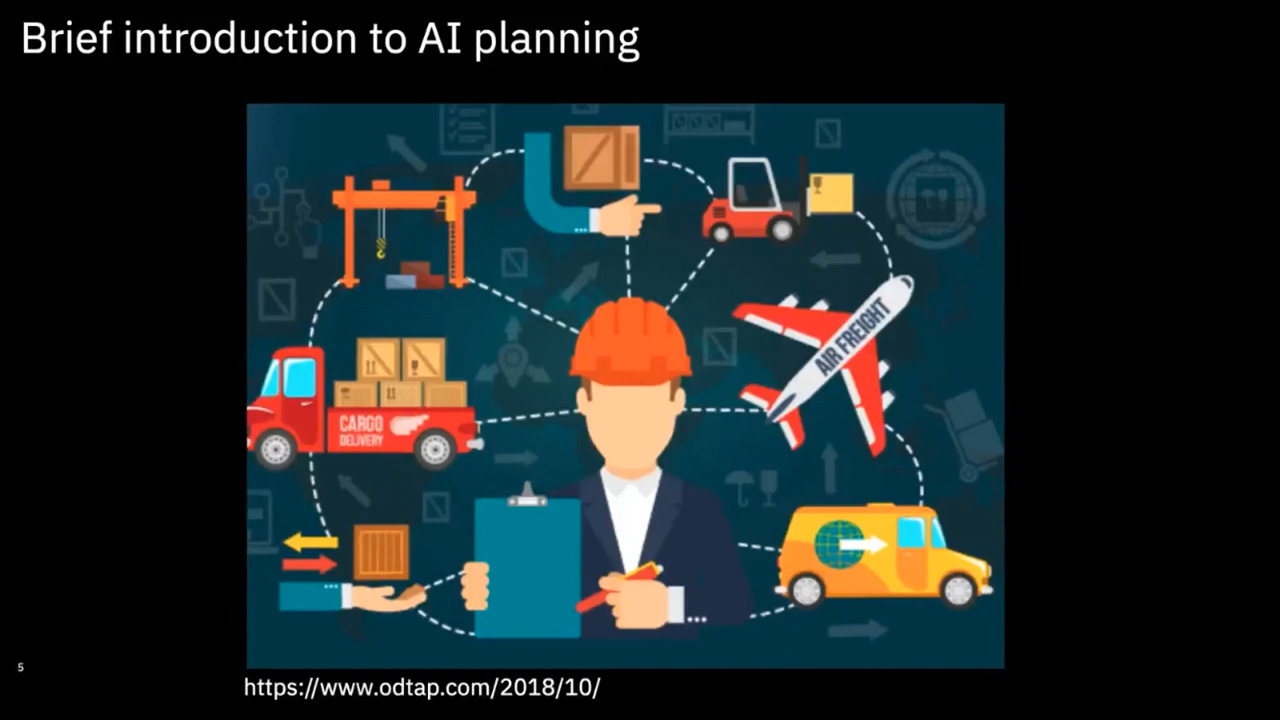 Brief introduction to AI planning
AIR FREIGHT
CARGO
DELIVERY
5
https://www.odtap.com/2018/10/